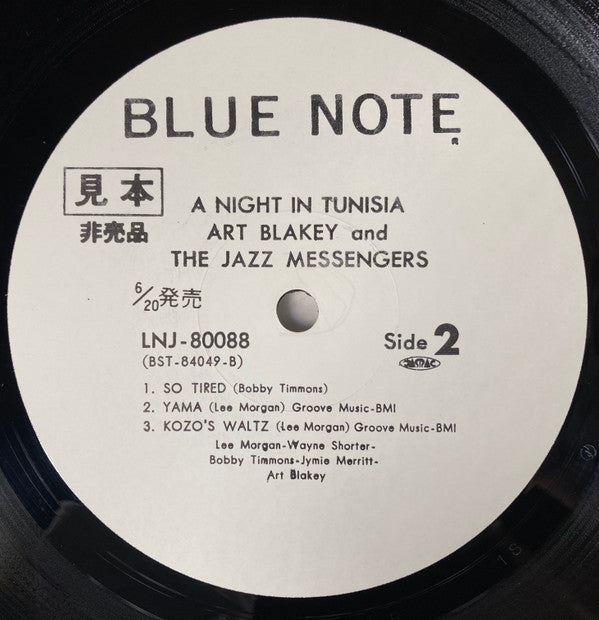 BLUE NOTE
®
見本
非売品
A NIGHT IN TUNISIA
ART BLAKEY and
THE JAZZ MESSENGERS
6/20発売
LNJ-80088
Side 2
(BST-84049-B)
JASRAC
1. SO TIRED (Bobby Timmons)
2. YAMA (Lee Morgan) Groove Music-BMI
3. KOZO'S WALTZ (Lee Morgan) Groove Music-BMI
Lee Morgan-Wayne Shorter-
Bobby Timmons-Jymie Merritt-
Art Blakey
1S